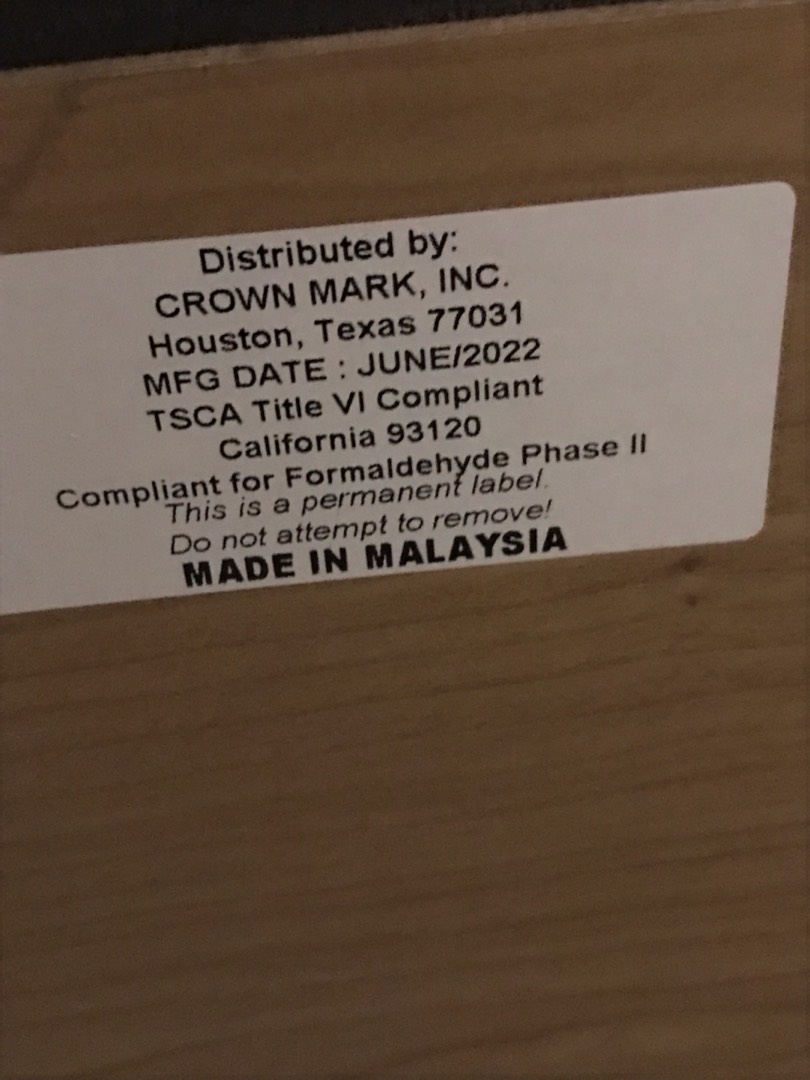 Distributed by:
CROWN MARK, INC.
Houston, Texas 77031
MFG DATE : JUNE/2022
TSCA Title VI Compliant
California 93120
Compliant for Formaldehyde Phase II
This is a permanent label.
Do not attempt to remove!
MADE IN MALAYSIA